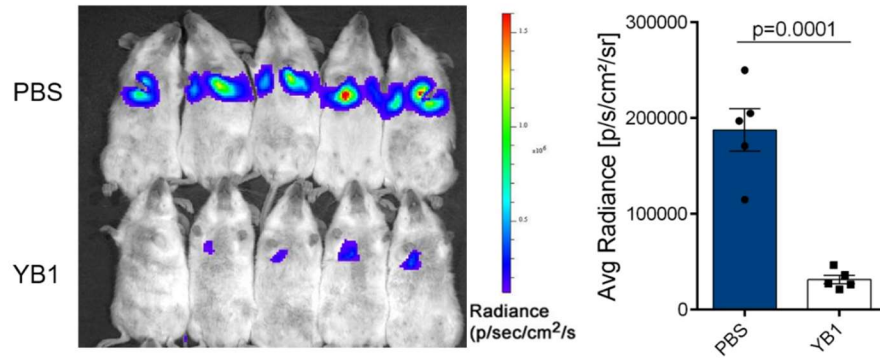 PBS
YB1
1.5
1.0
x10⁶
0.5
Radiance
(p/sec/cm²/s
Avg Radiance [p/s/cm²/sr]
300000
200000
100000
0
p=0.0001
PBS
YB1